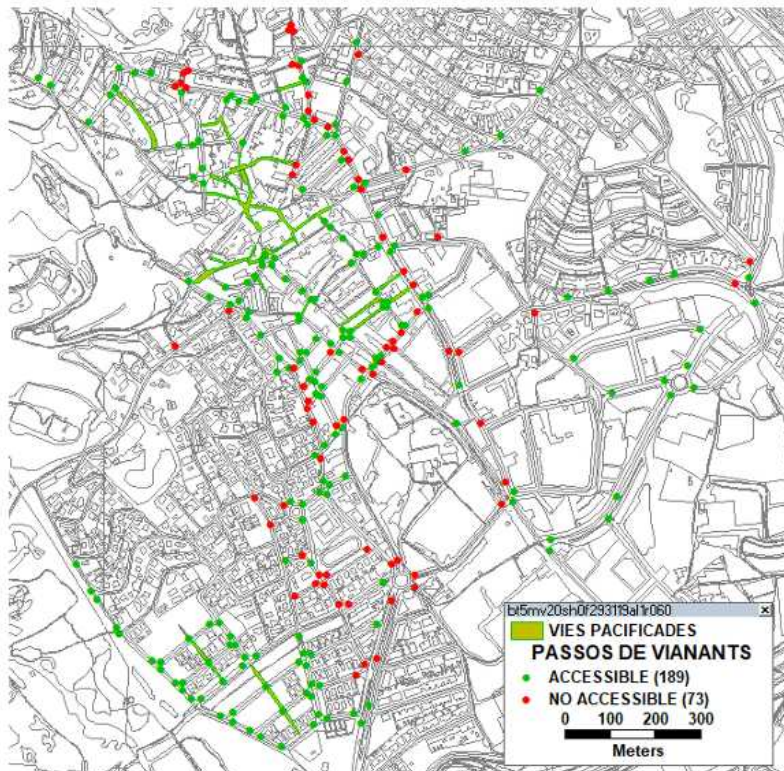 bt5mv20sh0f293119al1r060
VIES PACIFICADES
PASSOS DE VIANANTS
ACCESSIBLE (189)
NO ACCESSIBLE (73)
0 100 200 300
Meters